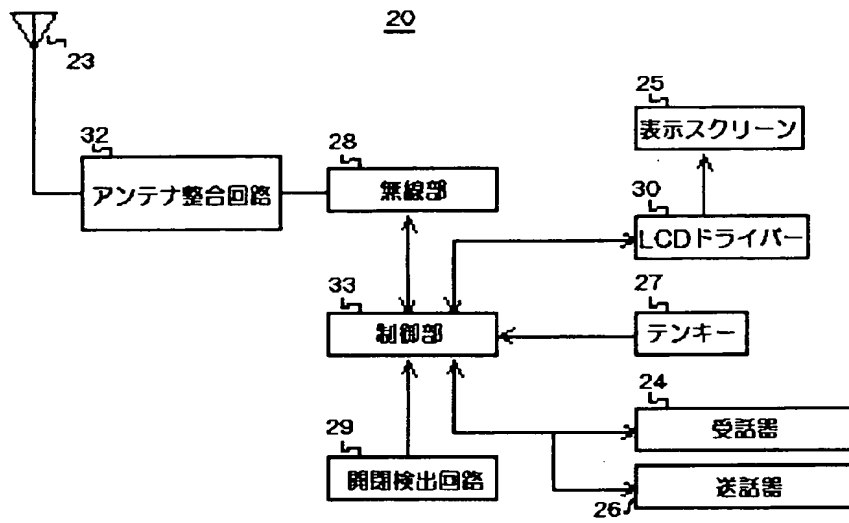 20
23
25
表示スクリーン
32
アンテナ整合回路
28
無線部
30
LCDドライバー
33
制御部
27
テンキー
24
受話器
29
開閉検出回路
送話器
26